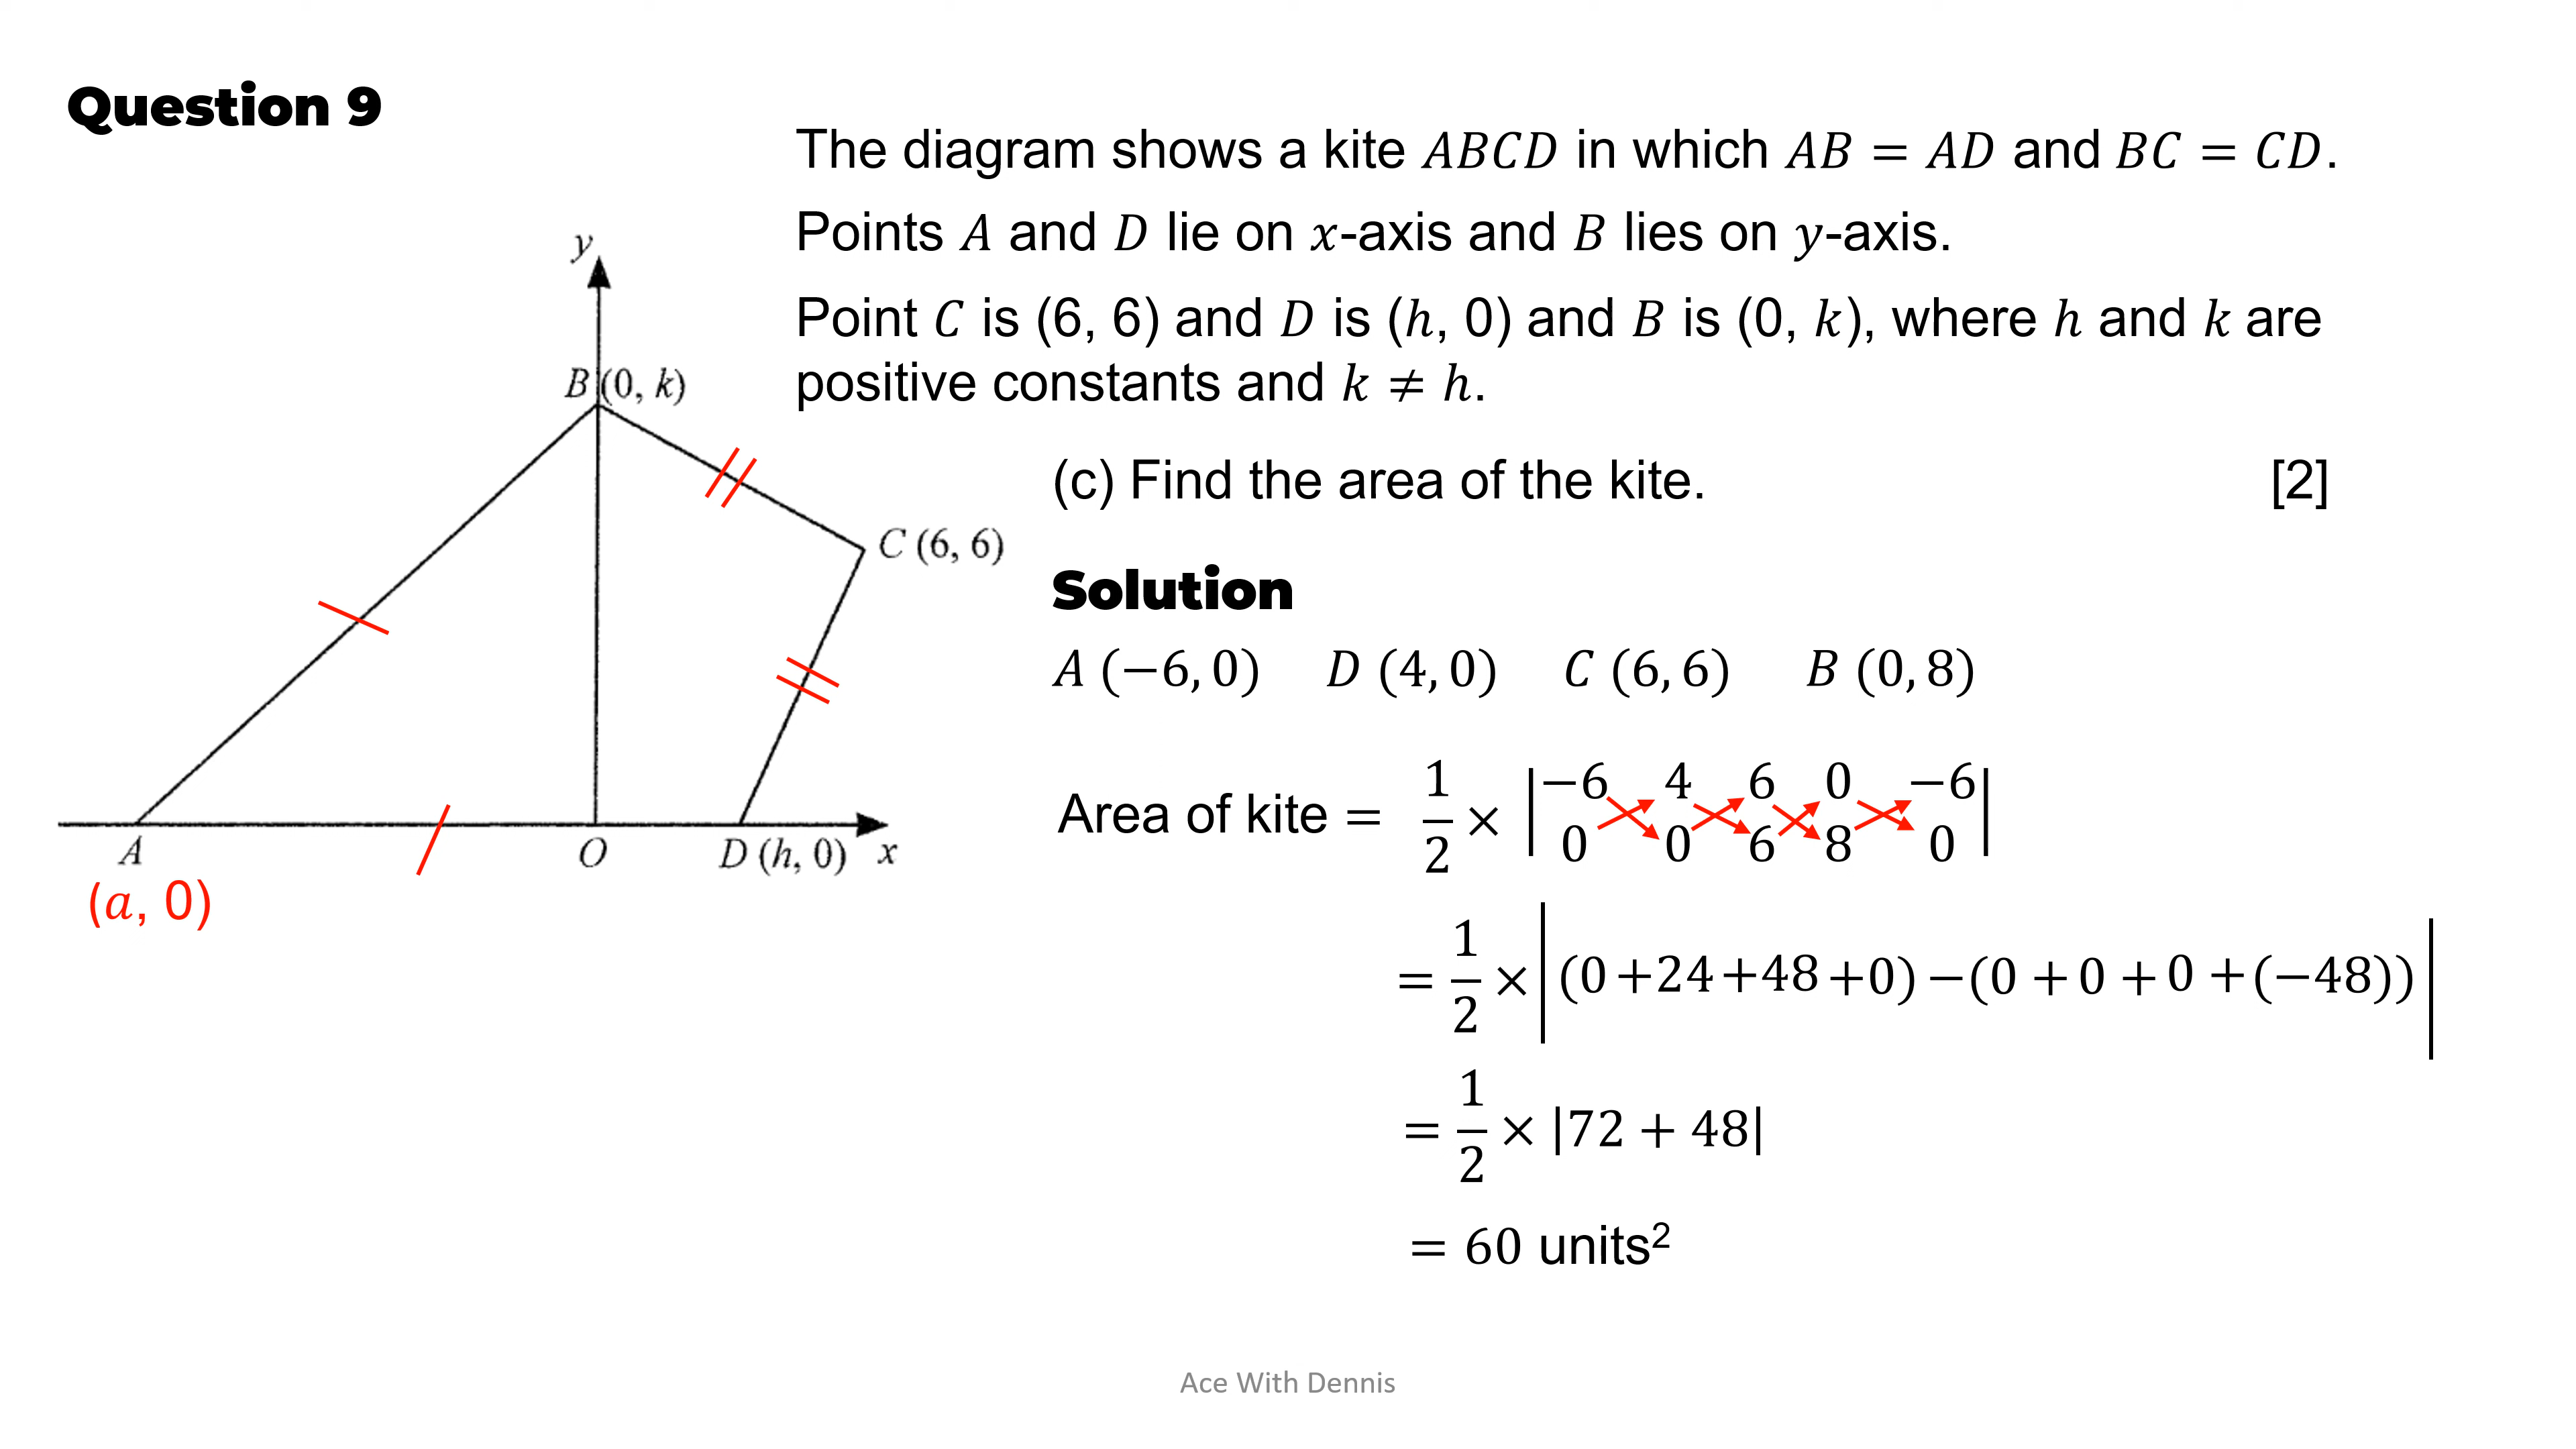 Question 9
The diagram shows a kite ABCD in which AB = AD and BC = CD.
Points A and D lie on x-axis and B lies on y-axis.
Point C is (6, 6) and D is (h, 0) and B is (0, k), where h and k are
positive constants and k ≠ h.
y
B (0, k)
C (6, 6)
A
O
D (h, 0)
x
(a, 0)
(c) Find the area of the kite. [2]
Solution
A (−6, 0) D (4, 0) C (6, 6) B (0, 8)
Area of kite = 1/2 × |−6 4 6 0 −6|
0 0 6 8 0
= 1/2 × |(0 +24 +48 +0) −(0 + 0 + 0 +(−48))|
= 1/2 × |72 + 48|
= 60 units²
Ace With Dennis